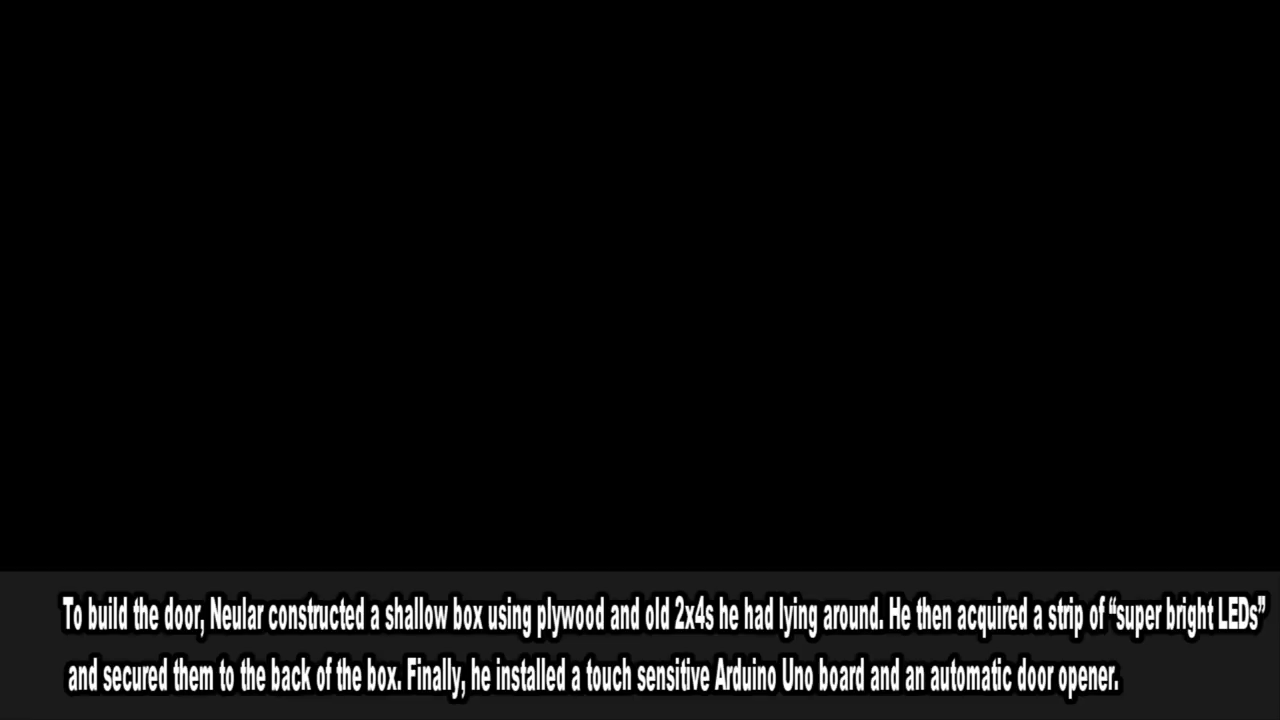 To build the door, Neular constructed a shallow box using plywood and old 2x4s he had lying around. He then acquired a strip of “super bright LEDs”
and secured them to the back of the box. Finally, he installed a touch sensitive Arduino Uno board and an automatic door opener.